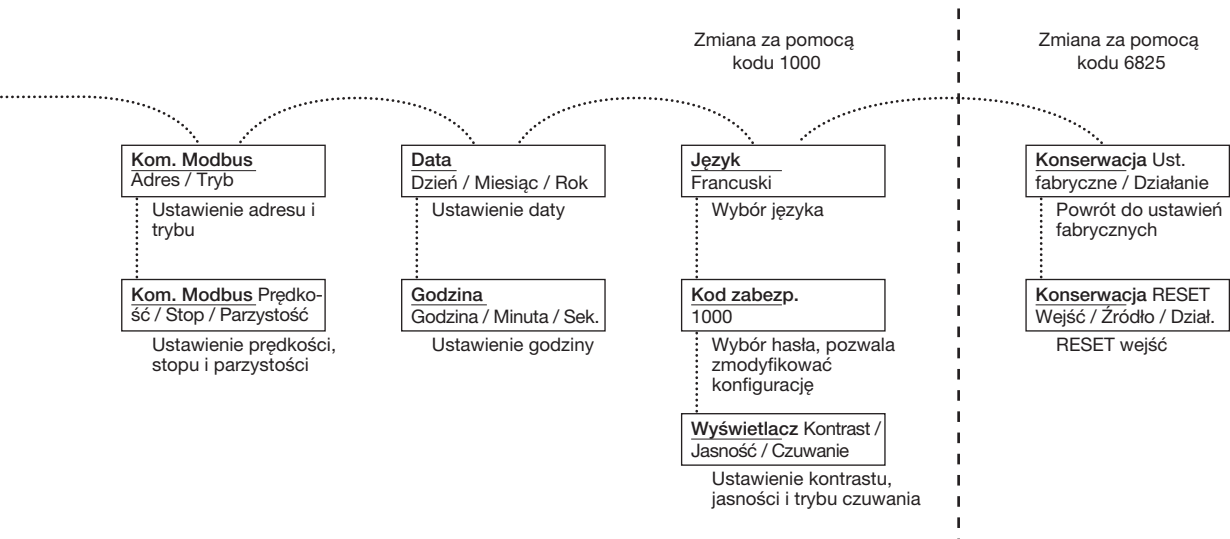 Zmiana za pomocą
kodu 1000
Zmiana za pomocą
kodu 6825
Kom. Modbus
Adres / Tryb
Ustawienie adresu i
trybu
Kom. Modbus Prędko-
ść / Stop / Parzystość
Ustawienie prędkości,
stopu i parzystości
Data
Dzień / Miesiąc / Rok
Ustawienie daty
Godzina
Godzina / Minuta / Sek.
Ustawienie godziny
Język
Francuski
Wybór języka
Kod zabezp.
1000
Wybór hasła, pozwala
zmodyfikować
konfigurację
Wyświetlacz Kontrast /
Jasność / Czuwanie
Ustawienie kontrastu,
jasności i trybu czuwania
Konserwacja Ust.
fabryczne / Działanie
Powrót do ustawień
fabrycznych
Konserwacja RESET
Wejść / Źródło / Dział.
RESET wejść